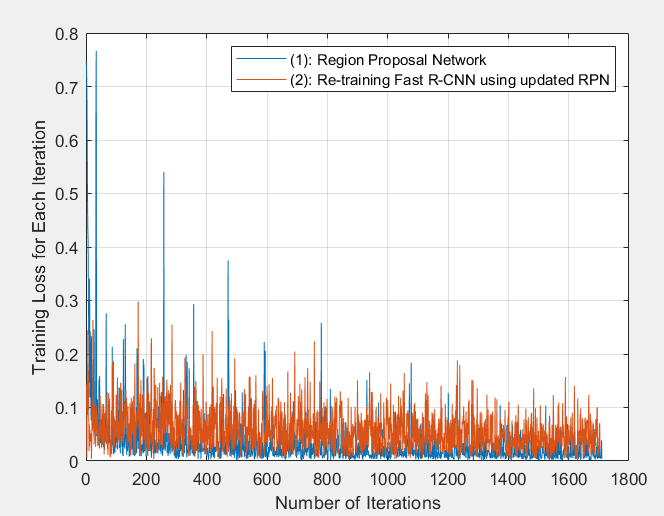 0.8
0.7
0.6
0.5
0.4
0.3
0.2
0.1
0
Training Loss for Each Iteration
(1): Region Proposal Network
(2): Re-training Fast R-CNN using updated RPN
0 200 400 600 800 1000 1200 1400 1600 1800
Number of Iterations